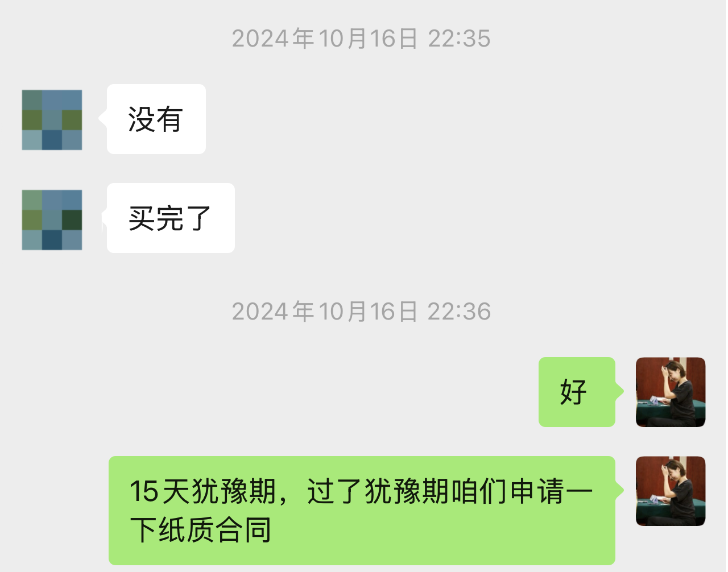 2024年10月16日 22:35
没有
买完了
2024年10月16日 22:36
好
15天犹豫期，过了犹豫期咱们申请一
下纸质合同